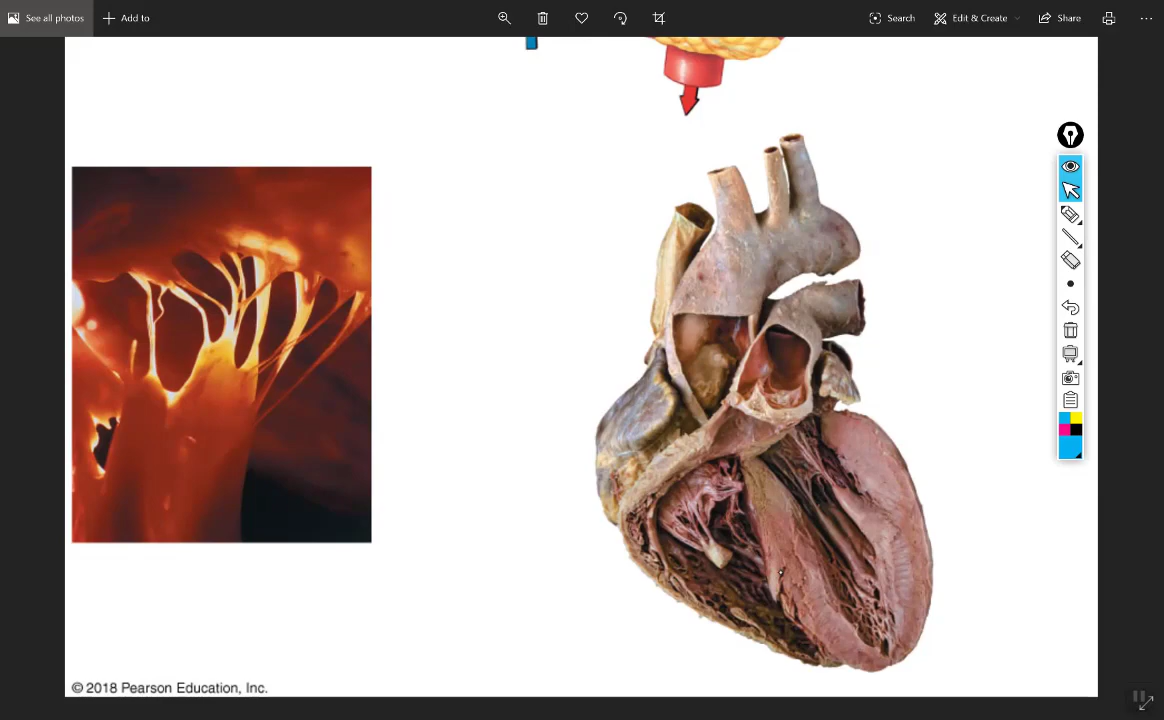 See all photos
Add to
Search
Edit & Create
Share
© 2018 Pearson Education, Inc.